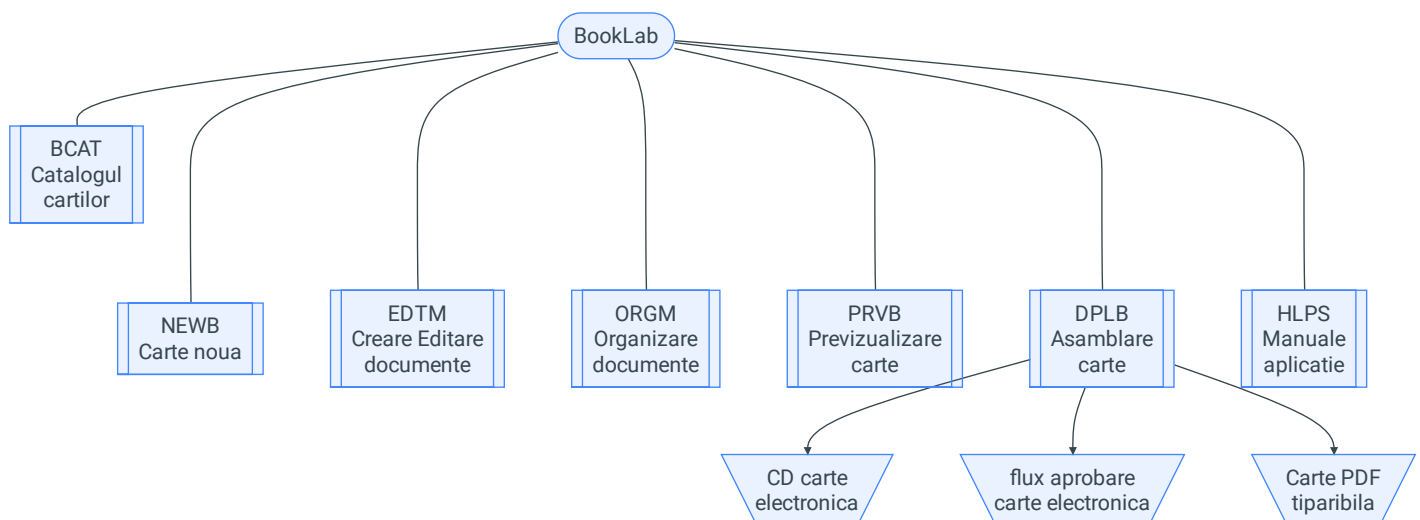 BookLab
BCAT
Catalogul
cartilor
NEWB
Carte noua
EDTM
Creare Editare
documente
ORGM
Organizare
documente
PRVB
Previzualizare
carte
DPLB
Asamblare
carte
HLPS
Manuale
aplicatie
CD carte
electronica
flux aprobare
carte electronica
Carte PDF
tiparibila